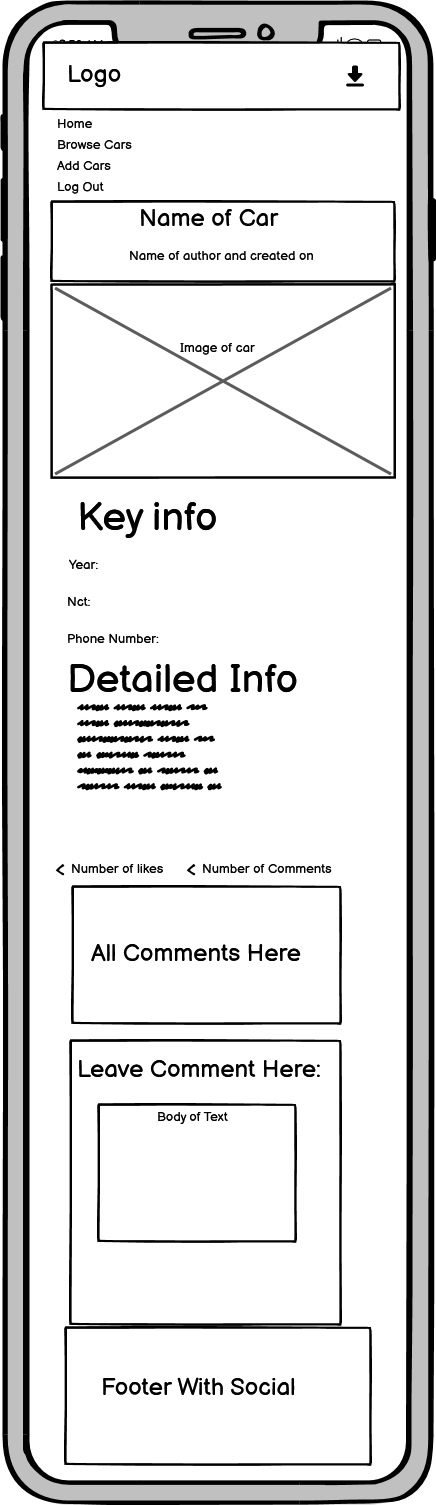 Logo
Home
Browse Cars
Add Cars
Log Out
Name of Car
Name of author and created on
Image of car
Key info
Year:
Nct:
Phone Number:
Detailed Info
Number of likes
Number of Comments
All Comments Here
Leave Comment Here:
Body of Text
Footer With Social